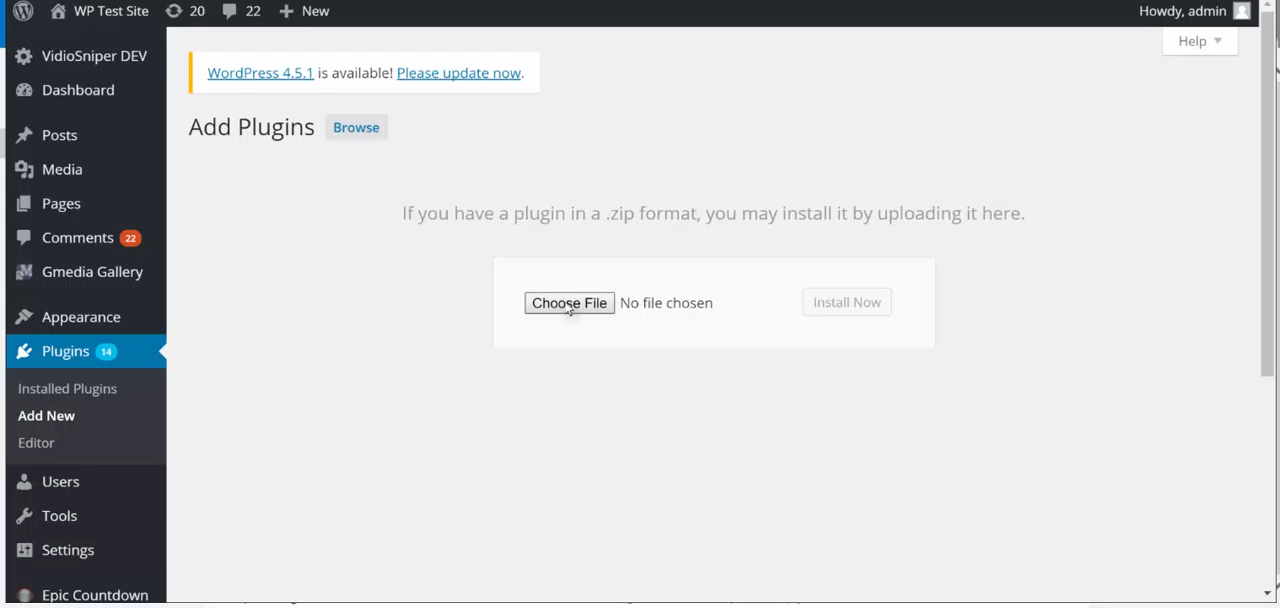 WP Test Site 20 22 New Howdy, admin
Help
VidioSniper DEV
WordPress 4.5.1 is available! Please update now.
Dashboard
Add Plugins Browse
Posts
Media
Pages
If you have a plugin in a .zip format, you may install it by uploading it here.
Comments 22
Gmedia Gallery
Choose File No file chosen Install Now
Appearance
Plugins 14
Installed Plugins
Add New
Editor
Users
Tools
Settings
Epic Countdown